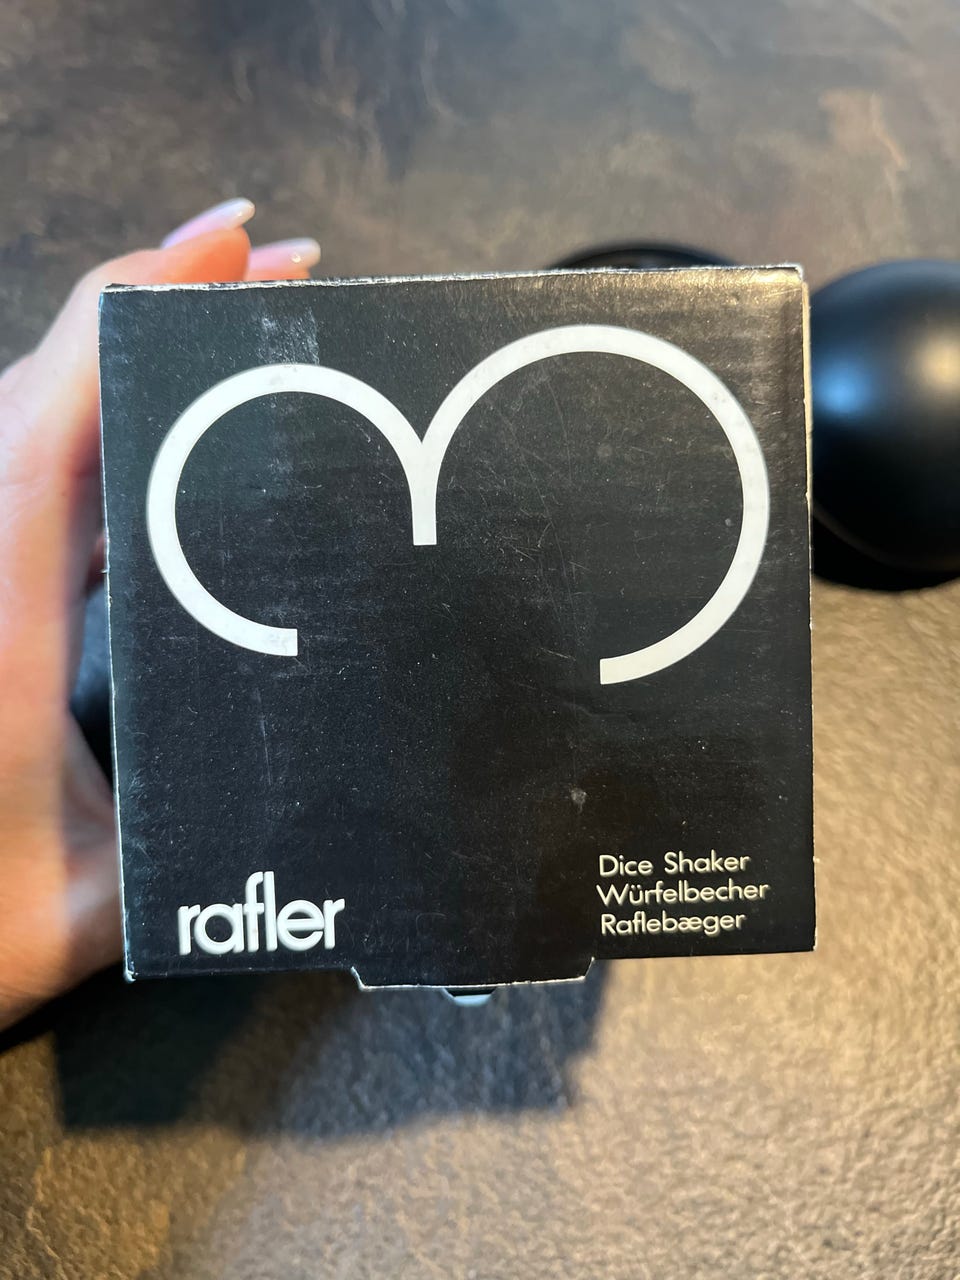 rafler
Dice Shaker
Würfelbecher
Raflebæger